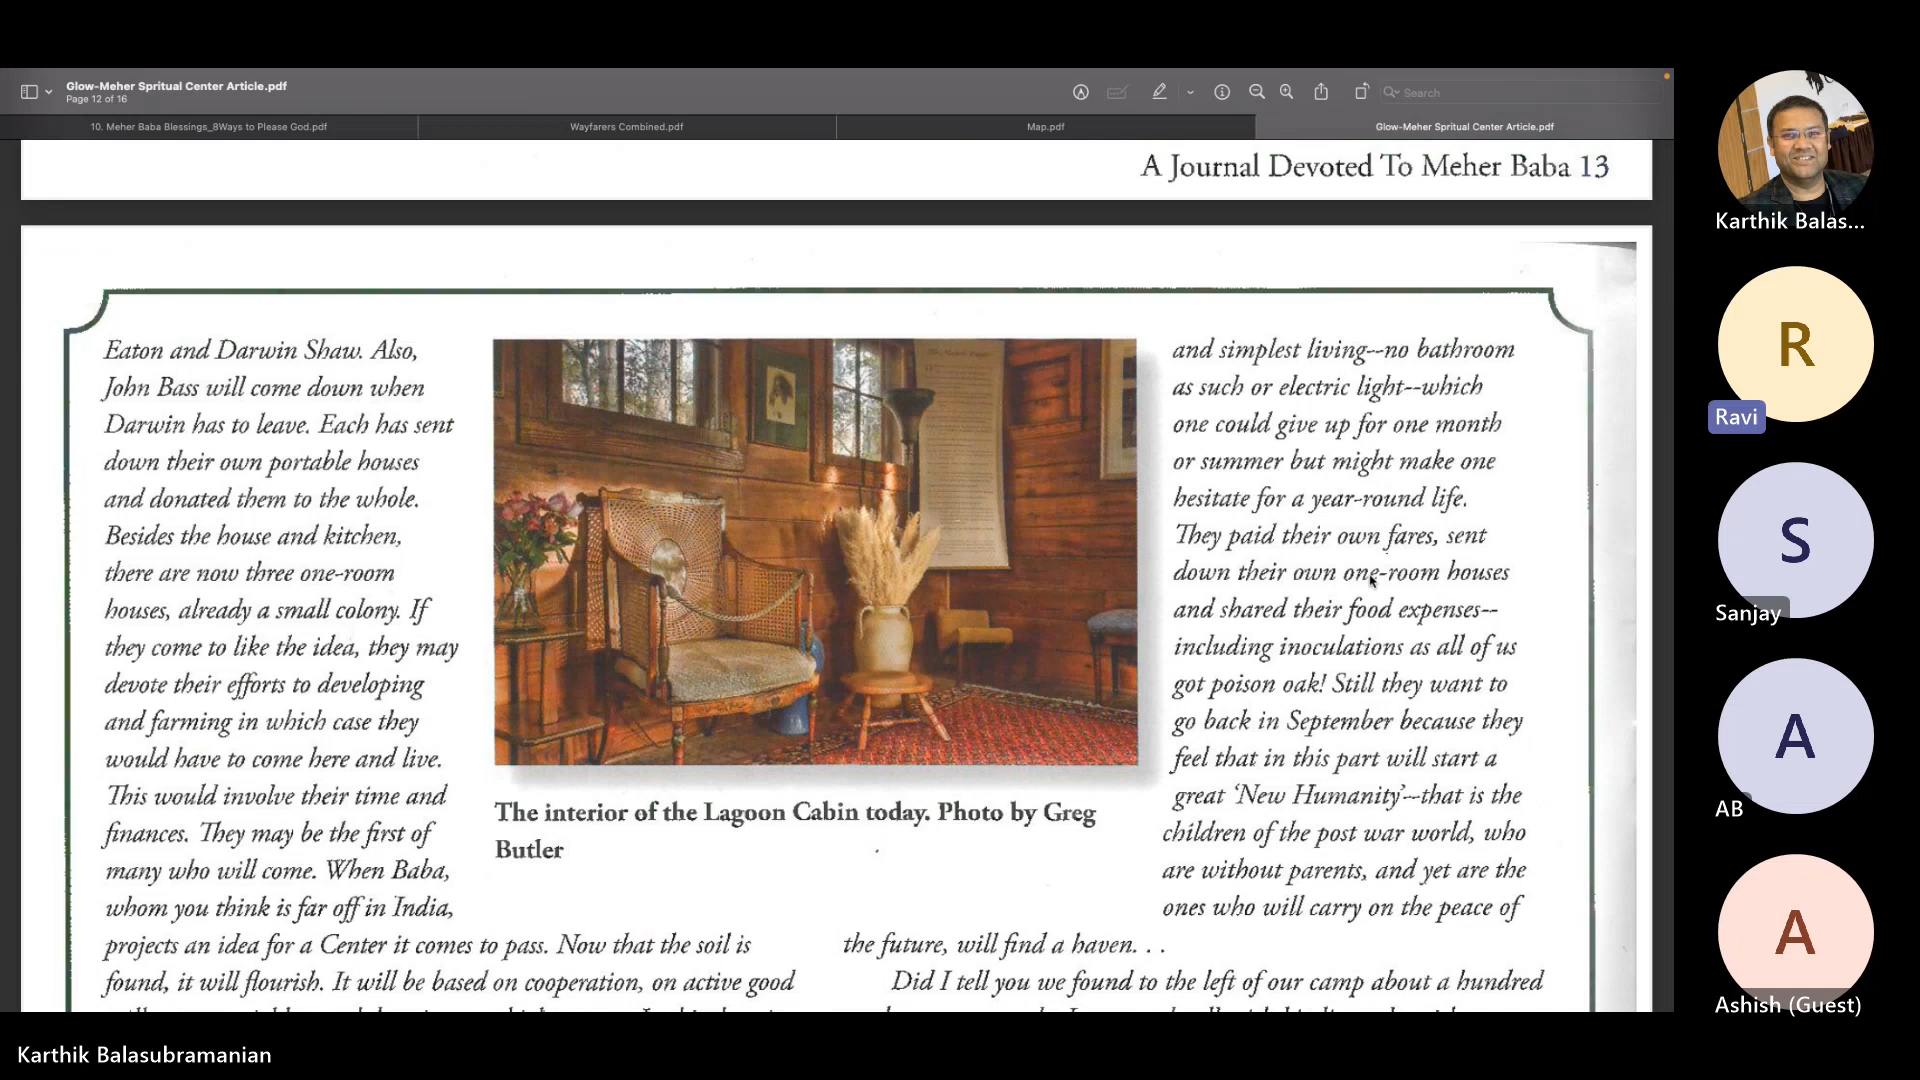 Glow-Meher Spritual Center Article.pdf
Page 12 of 16
Search
10. Meher Baba Blessings_8Ways to Please God.pdf
Wayfarers Combined.pdf
Map.pdf
Glow-Meher Spritual Center Article.pdf
A Journal Devoted To Meher Baba 13
Eaton and Darwin Shaw. Also,
John Bass will come down when
Darwin has to leave. Each has sent
down their own portable houses
and donated them to the whole.
Besides the house and kitchen,
there are now three one-room
houses, already a small colony. If
they come to like the idea, they may
devote their efforts to developing
and farming in which case they
would have to come here and live.
This would involve their time and
finances. They may be the first of
many who will come. When Baba,
whom you think is far off in India,
projects an idea for a Center it comes to pass. Now that the soil is
found, it will flourish. It will be based on cooperation, on active good
The interior of the Lagoon Cabin today. Photo by Greg
Butler
and simplest living--no bathroom
as such or electric light--which
one could give up for one month
or summer but might make one
hesitate for a year-round life.
They paid their own fares, sent
down their own one-room houses
and shared their food expenses--
including inoculations as all of us
got poison oak! Still they want to
go back in September because they
feel that in this part will start a
great ‘New Humanity’--that is the
children of the post war world, who
are without parents, and yet are the
ones who will carry on the peace of
the future, will find a haven. . .
Did I tell you we found to the left of our camp about a hundred
Karthik Balas...
R
Ravi
S
Sanjay
A
AB
A
Ashish (Guest)
Karthik Balasubramanian